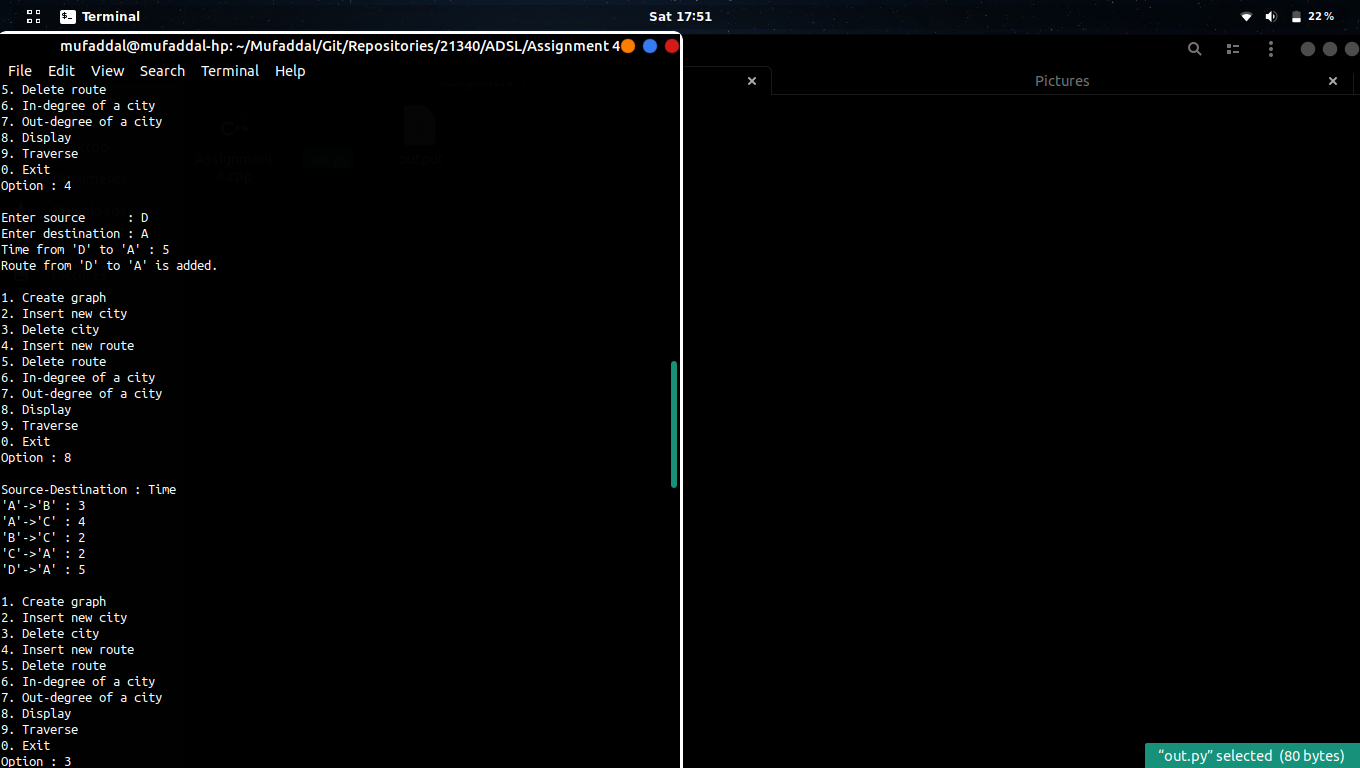 Terminal
Sat 17:51
22 %
mufaddal@mufaddal-hp: ~/Mufaddal/Git/Repositories/21340/ADSL/Assignment 4
File Edit View Search Terminal Help
5. Delete route
6. In-degree of a city
7. Out-degree of a city
8. Display
9. Traverse
0. Exit
Option : 4
Enter source      : D
Enter destination : A
Time from 'D' to 'A' : 5
Route from 'D' to 'A' is added.
1. Create graph
2. Insert new city
3. Delete city
4. Insert new route
5. Delete route
6. In-degree of a city
7. Out-degree of a city
8. Display
9. Traverse
0. Exit
Option : 8
Source-Destination : Time
'A'->'B' : 3
'A'->'C' : 4
'B'->'C' : 2
'C'->'A' : 2
'D'->'A' : 5
1. Create graph
2. Insert new city
3. Delete city
4. Insert new route
5. Delete route
6. In-degree of a city
7. Out-degree of a city
8. Display
9. Traverse
0. Exit
Option : 3
Pictures
“out.py” selected (80 bytes)